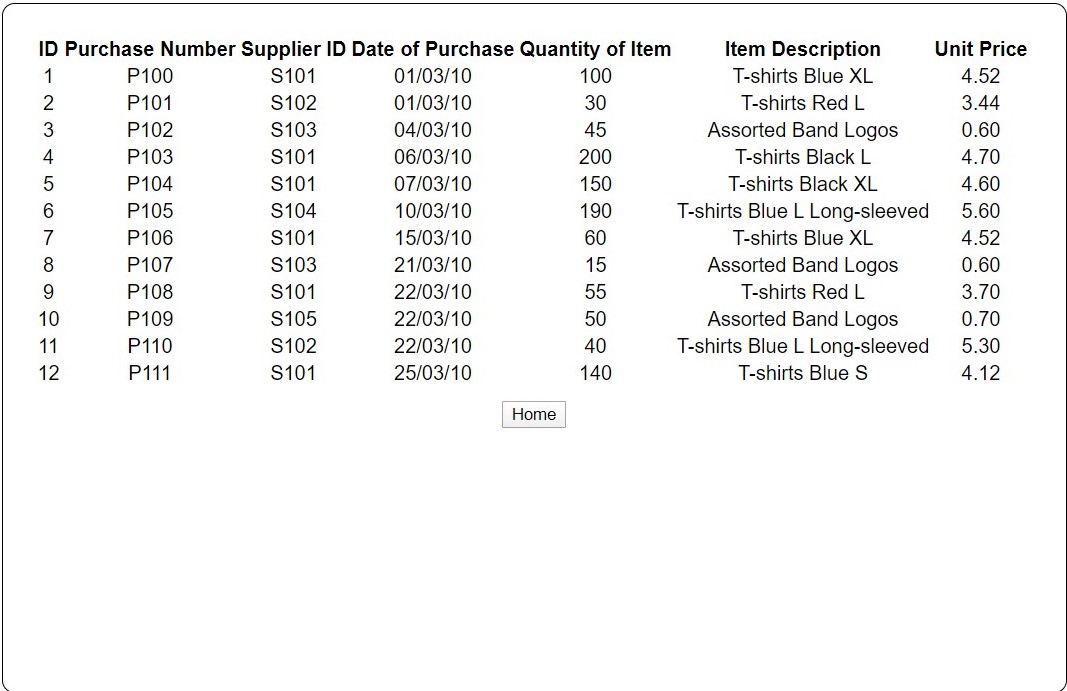 ID Purchase Number Supplier ID Date of Purchase Quantity of Item Item Description Unit Price
1 P100 S101 01/03/10 100 T-shirts Blue XL 4.52
2 P101 S102 01/03/10 30 T-shirts Red L 3.44
3 P102 S103 04/03/10 45 Assorted Band Logos 0.60
4 P103 S101 06/03/10 200 T-shirts Black L 4.70
5 P104 S101 07/03/10 150 T-shirts Black XL 4.60
6 P105 S104 10/03/10 190 T-shirts Blue L Long-sleeved 5.60
7 P106 S101 15/03/10 60 T-shirts Blue XL 4.52
8 P107 S103 21/03/10 15 Assorted Band Logos 0.60
9 P108 S101 22/03/10 55 T-shirts Red L 3.70
10 P109 S105 22/03/10 50 Assorted Band Logos 0.70
11 P110 S102 22/03/10 40 T-shirts Blue L Long-sleeved 5.30
12 P111 S101 25/03/10 140 T-shirts Blue S 4.12
Home